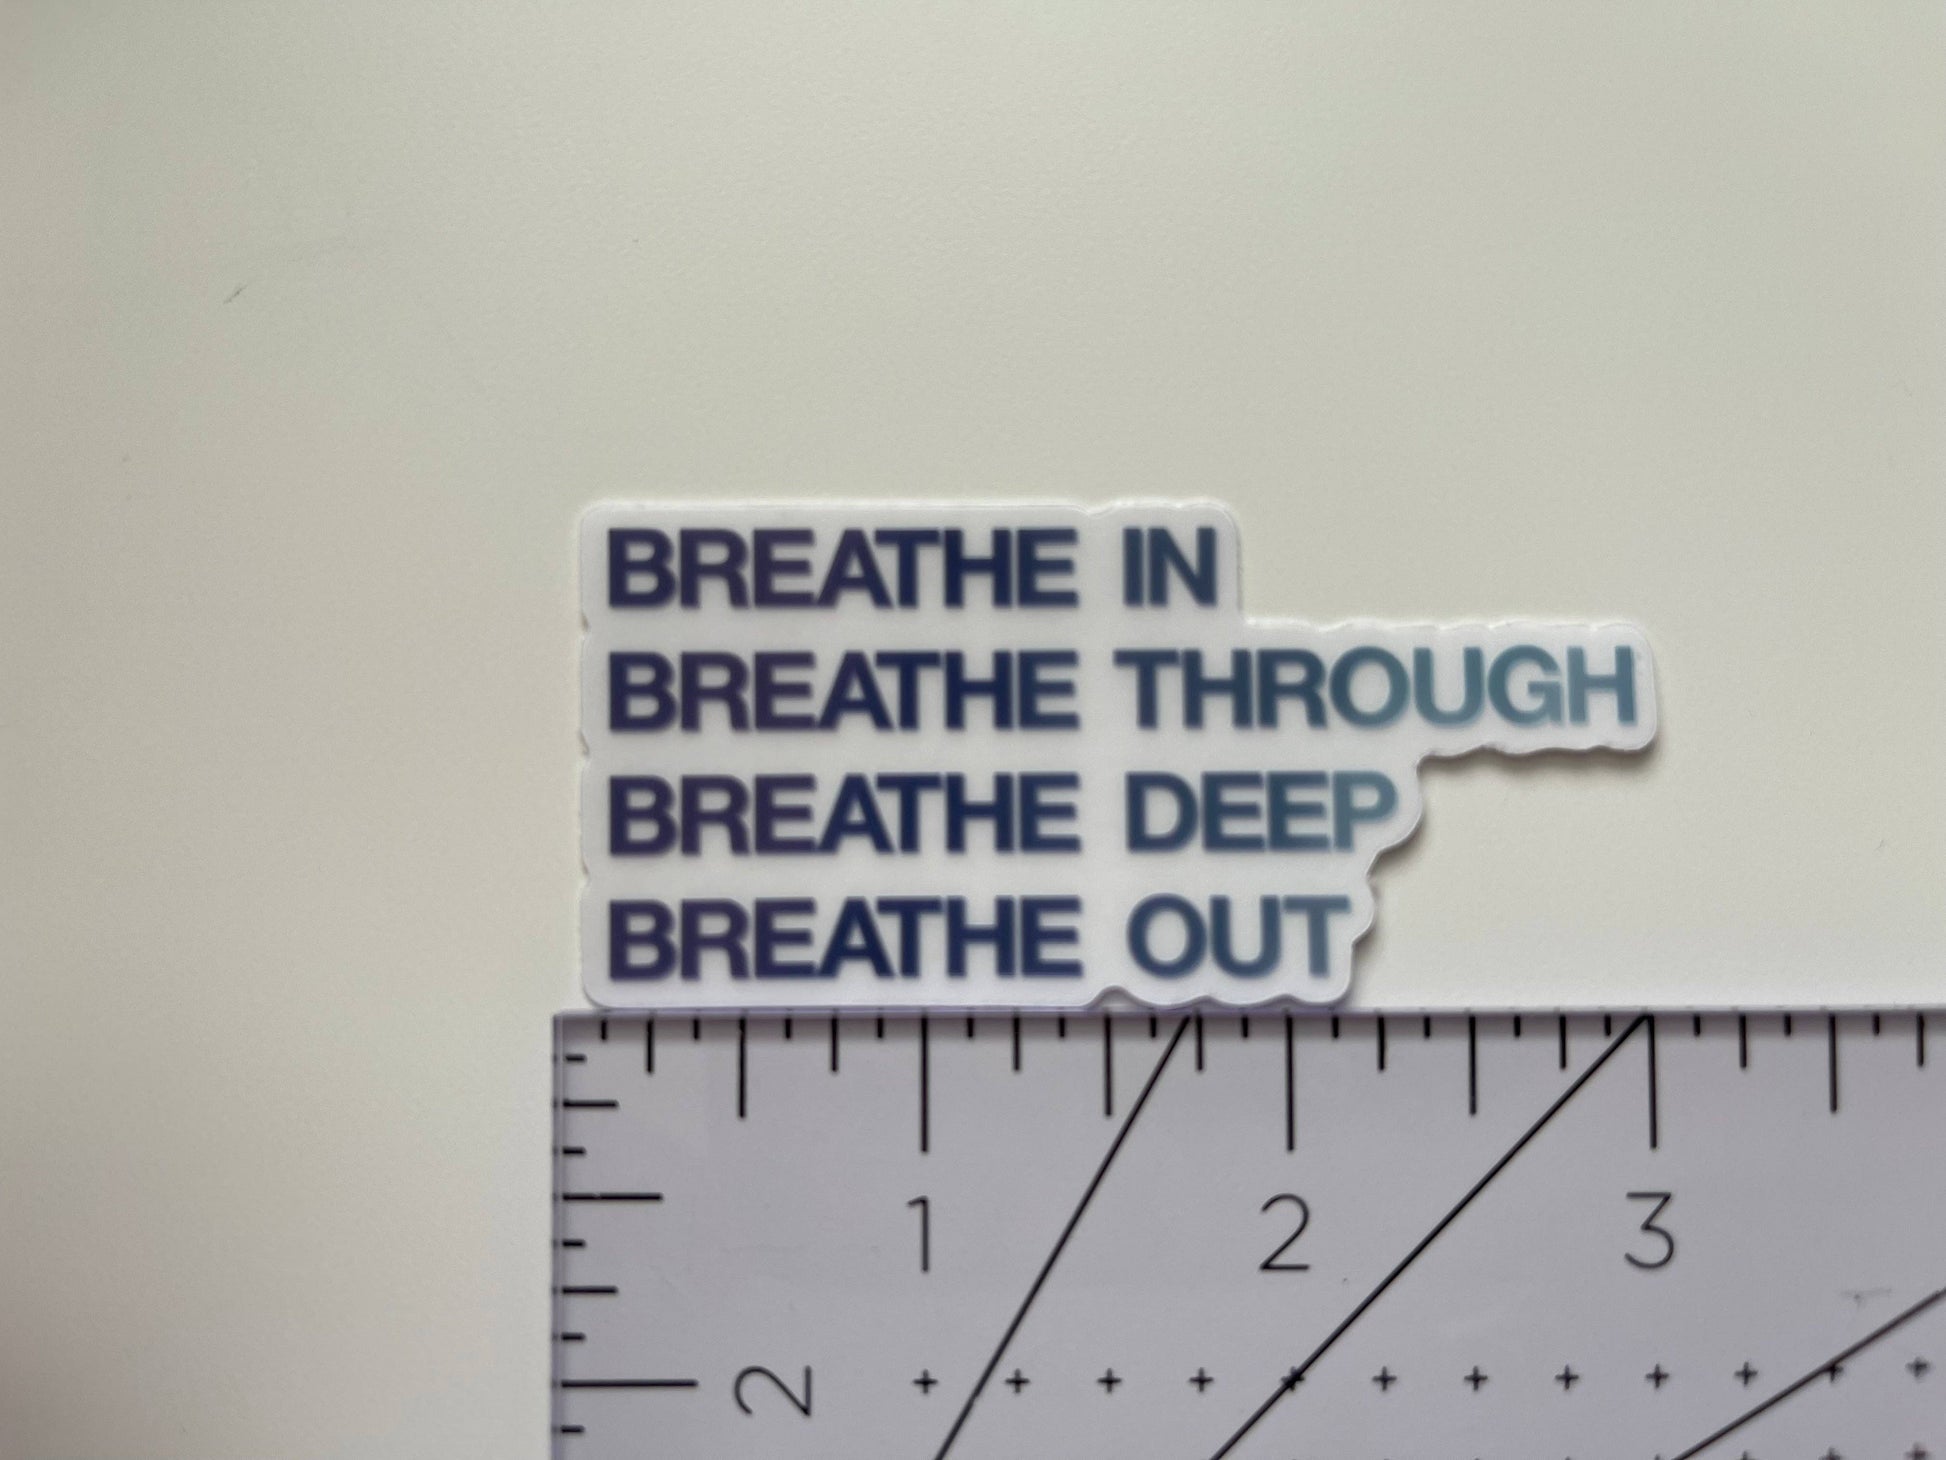 BREATHE IN
BREATHE THROUGH
BREATHE DEEP
BREATHE OUT
1 2 3
2